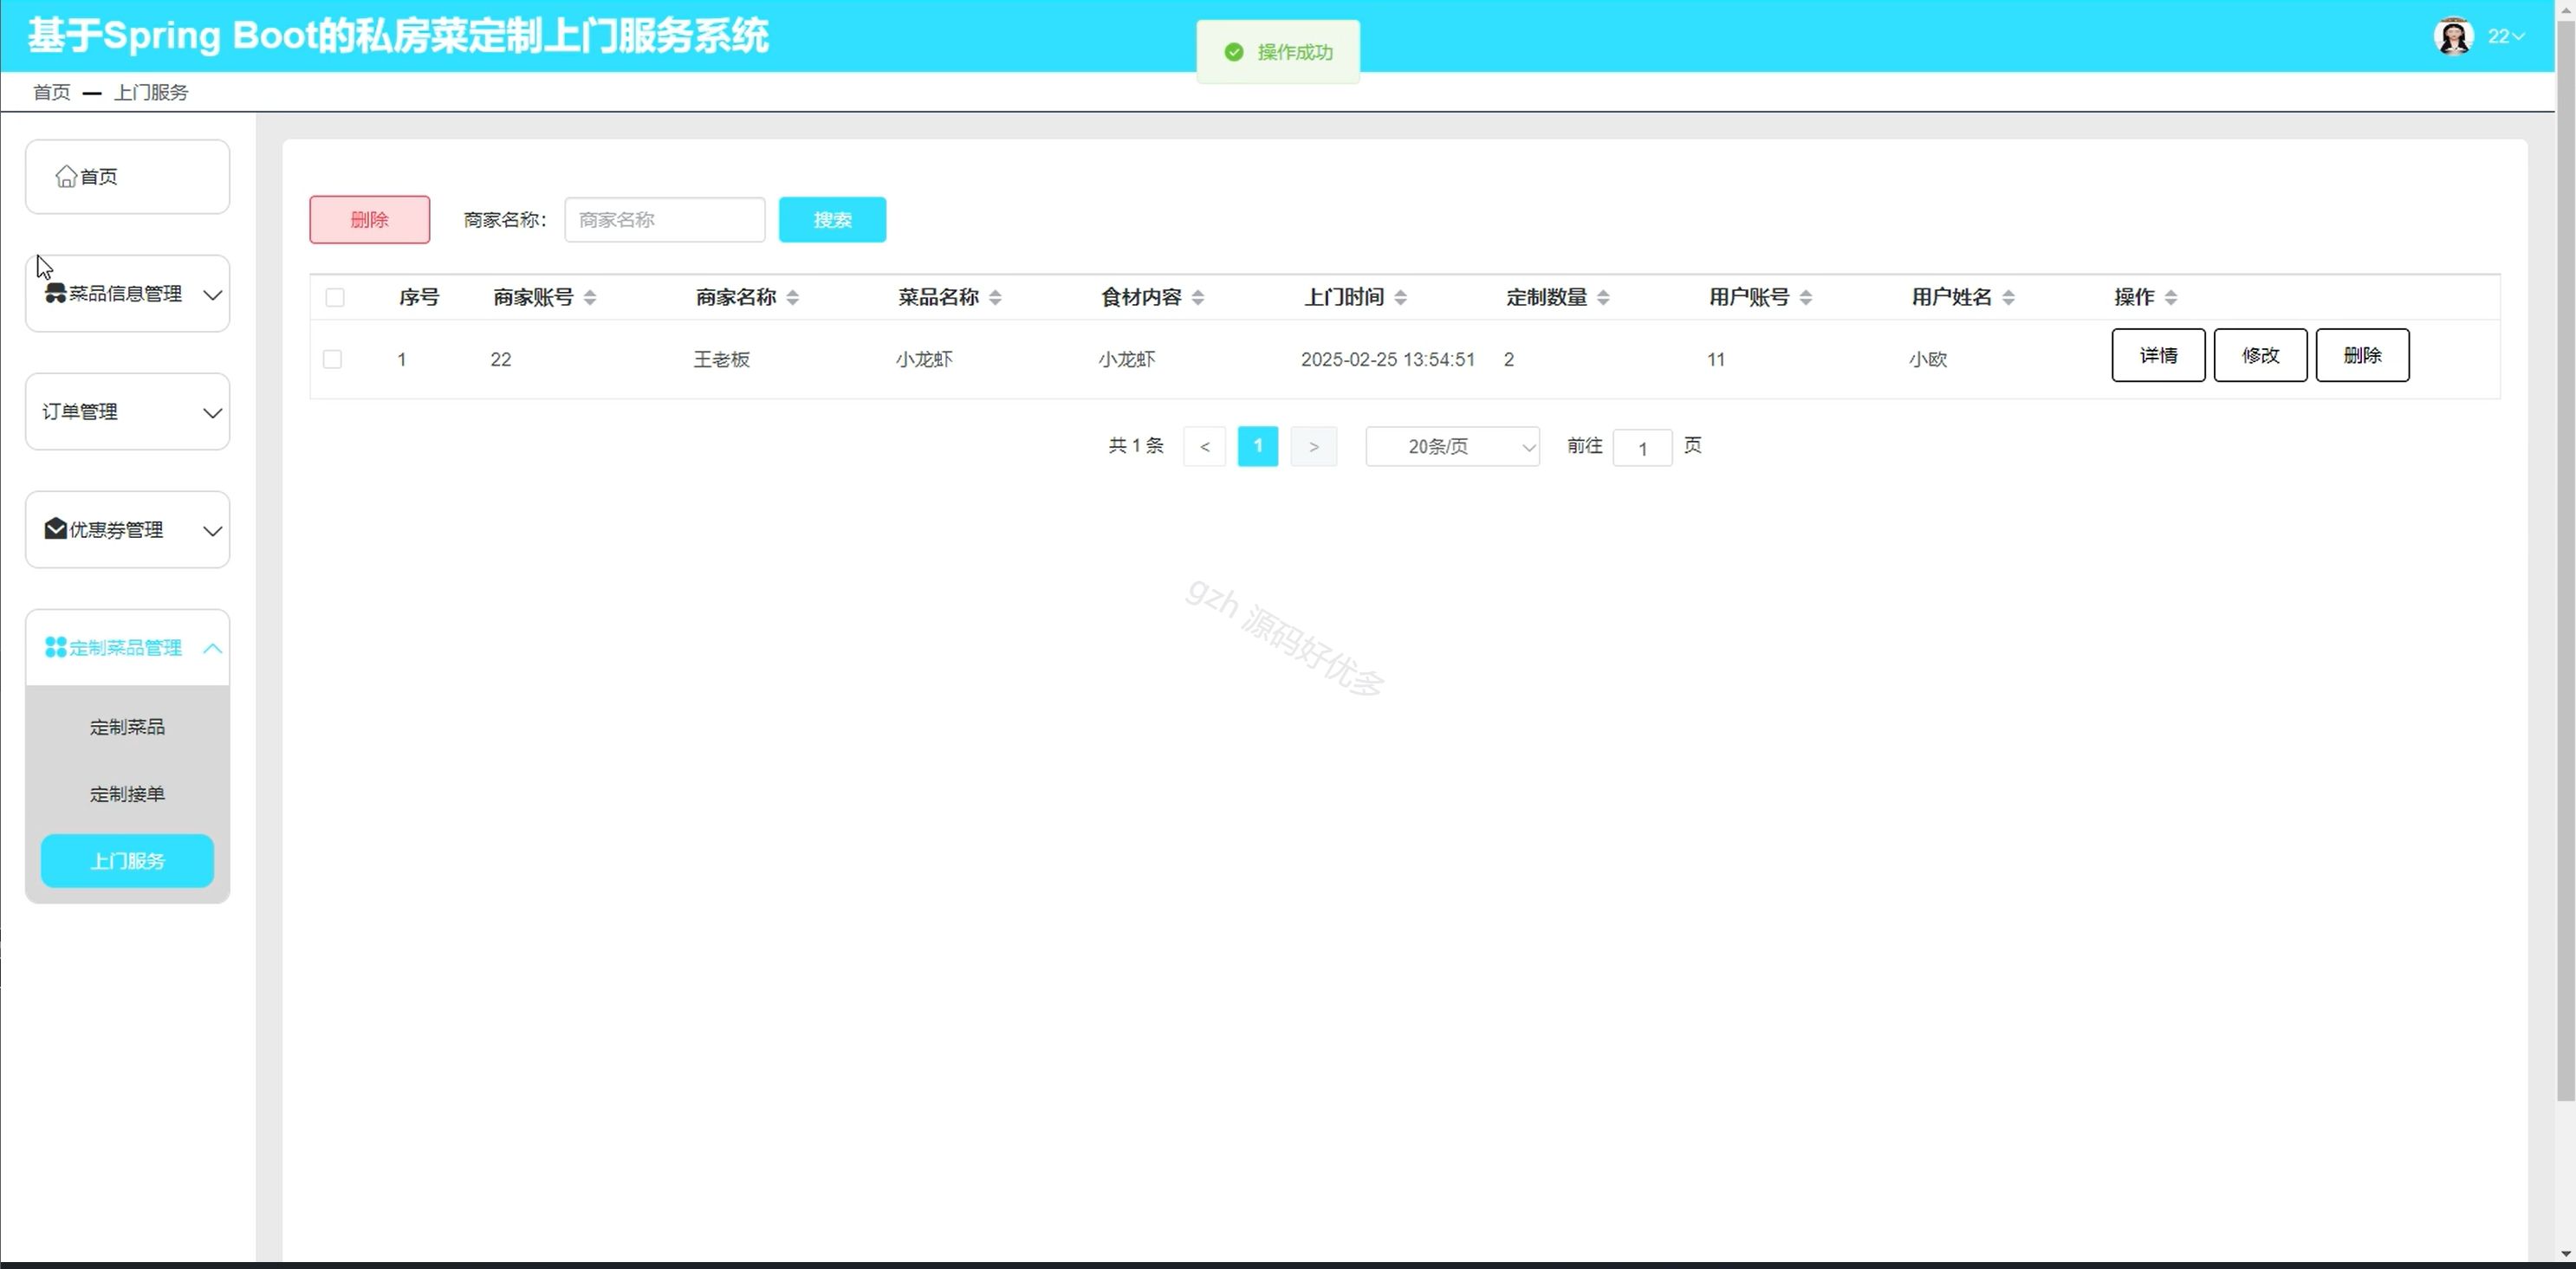 基于Spring Boot的私房菜定制上门服务系统
操作成功
22
首页 — 上门服务
首页
菜品信息管理
订单管理
优惠券管理
定制菜品管理
定制菜品
定制接单
上门服务
删除 商家名称: 商家名称 搜索
序号 商家账号 商家名称 菜品名称 食材内容 上门时间 定制数量 用户账号 用户姓名 操作
1 22 王老板 小龙虾 小龙虾 2025-02-25 13:54:51 2 11 小欧 详情 修改 删除
共 1 条 < 1 > 20条/页 前往 1 页
gzh 源码好优多